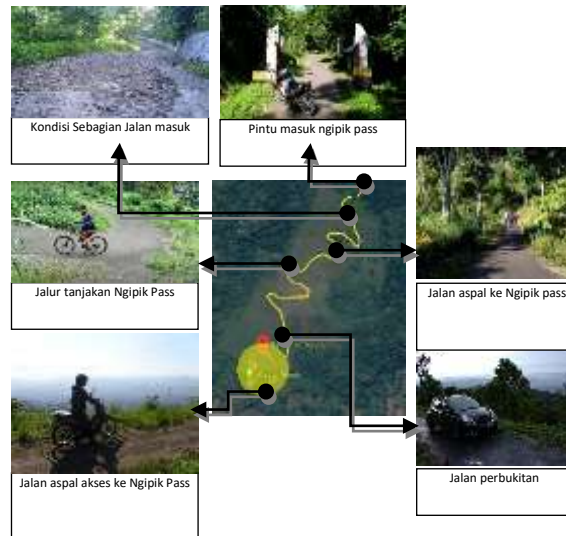 Kondisi Sebagian Jalan masuk
Pintu masuk ngipik pass
Jalur tanjakan Ngipik Pass
Jalan aspal ke Ngipik pass
Jalan aspal akses ke Ngipik Pass
Jalan perbukitan